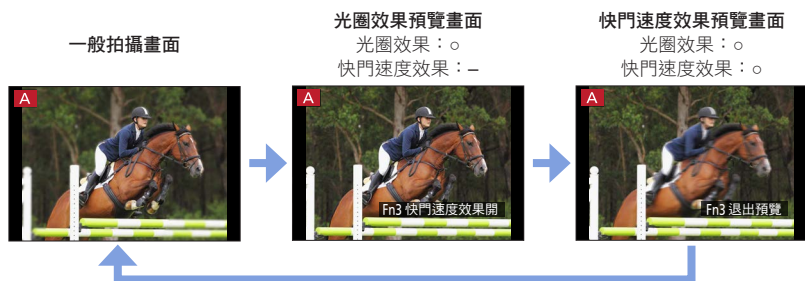 一般拍攝畫面
光圈效果預覽畫面
光圈效果：○
快門速度效果：–
快門速度效果預覽畫面
光圈效果：○
快門速度效果：○
A
A
Fn3 快門速度效果開
A
Fn3 退出預覽